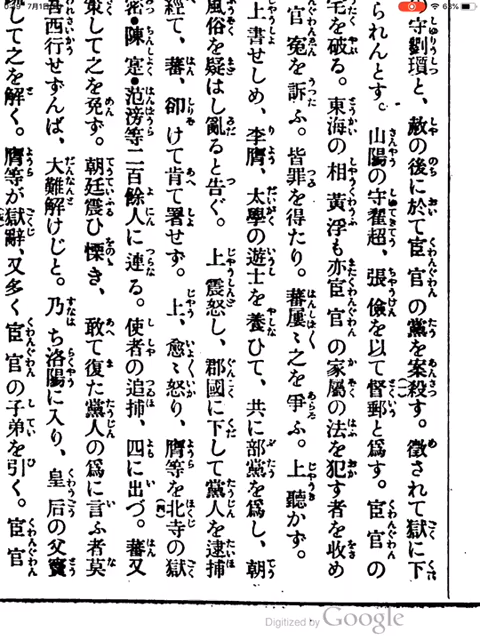 7月1
63%
守劉瓆と、赦の後に於て宦官の黨を案殺す。徵されて獄に下
られんとす。山陽の守翟超、張儉を以て督郵と爲す。宦官の
宅を破る。東海の相黃浮も亦宦官の家屬の法を犯す者を收め
官寃を訴ふ。皆罪を得たり。蕃屢〻之を爭ふ。上聽かず。
上書せしめ、李膺、太學の遊士を養ひて、共に部黨を爲し、朝
風俗を疑はし亂ると吿ぐ。上震怒し、郡國に下して黨人を逮捕
經て、蕃、卻けて肯て署せず。上、愈〻怒り、膺等を北寺の獄
密・陳寔・范滂等二百餘人に連る。使者の追捕、四に出づ。蕃又
策して之を免ず。朝廷震ひ慄き、敢て復た黨人の爲に言ふ者莫
吾西行せずんば、大難解けじと。乃ち洛陽に入り、皇后の父竇
して之を解く。膺等が獄辭、又多く宦官の子弟を引く。宦官
Digitized by Google